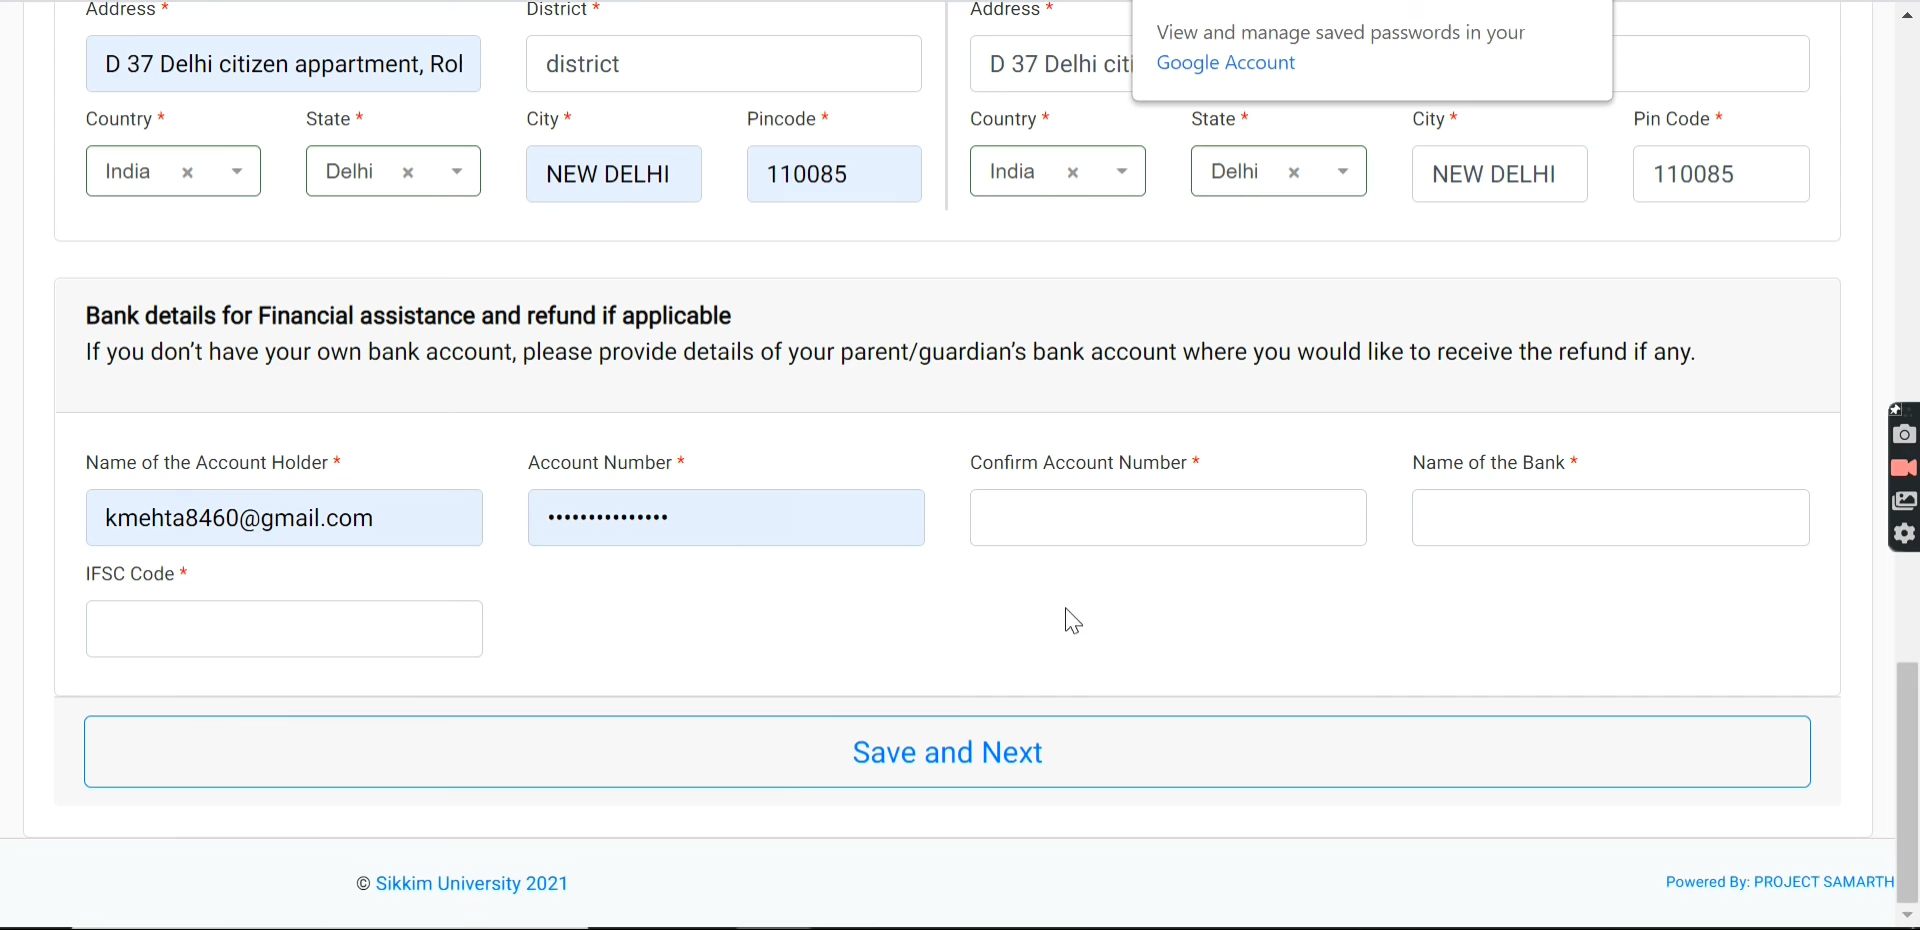 Address * District * Address *
View and manage saved passwords in your
Google Account
D 37 Delhi citizen appartment, Rol district D 37 Delhi citi
Country * State * City * Pincode * Country * State * City * Pin Code *
India × Delhi × NEW DELHI 110085 India × Delhi × NEW DELHI 110085
Bank details for Financial assistance and refund if applicable
If you don’t have your own bank account, please provide details of your parent/guardian’s bank account where you would like to receive the refund if any.
Name of the Account Holder * Account Number * Confirm Account Number * Name of the Bank *
kmehta8460@gmail.com •••••••••••••••
IFSC Code *
Save and Next
© Sikkim University 2021 Powered By: PROJECT SAMARTH